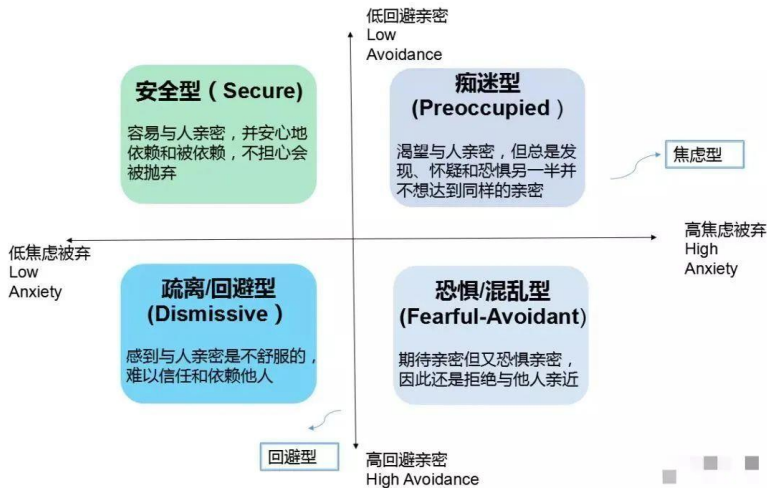 低回避亲密
Low
Avoidance
安全型（Secure)
容易与人亲密，并安心地
依赖和被依赖，不担心会
被抛弃
痴迷型
(Preoccupied）
渴望与人亲密，但总是发
现、怀疑和恐惧另一半并
不想达到同样的亲密
焦虑型
低焦虑被弃
Low
Anxiety
高焦虑被弃
High
Anxiety
疏离/回避型
(Dismissive）
感到与人亲密是不舒服的，
难以信任和依赖他人
恐惧/混乱型
(Fearful-Avoidant)
期待亲密但又恐惧亲密，
因此还是拒绝与他人亲近
回避型
高回避亲密
High Avoidance